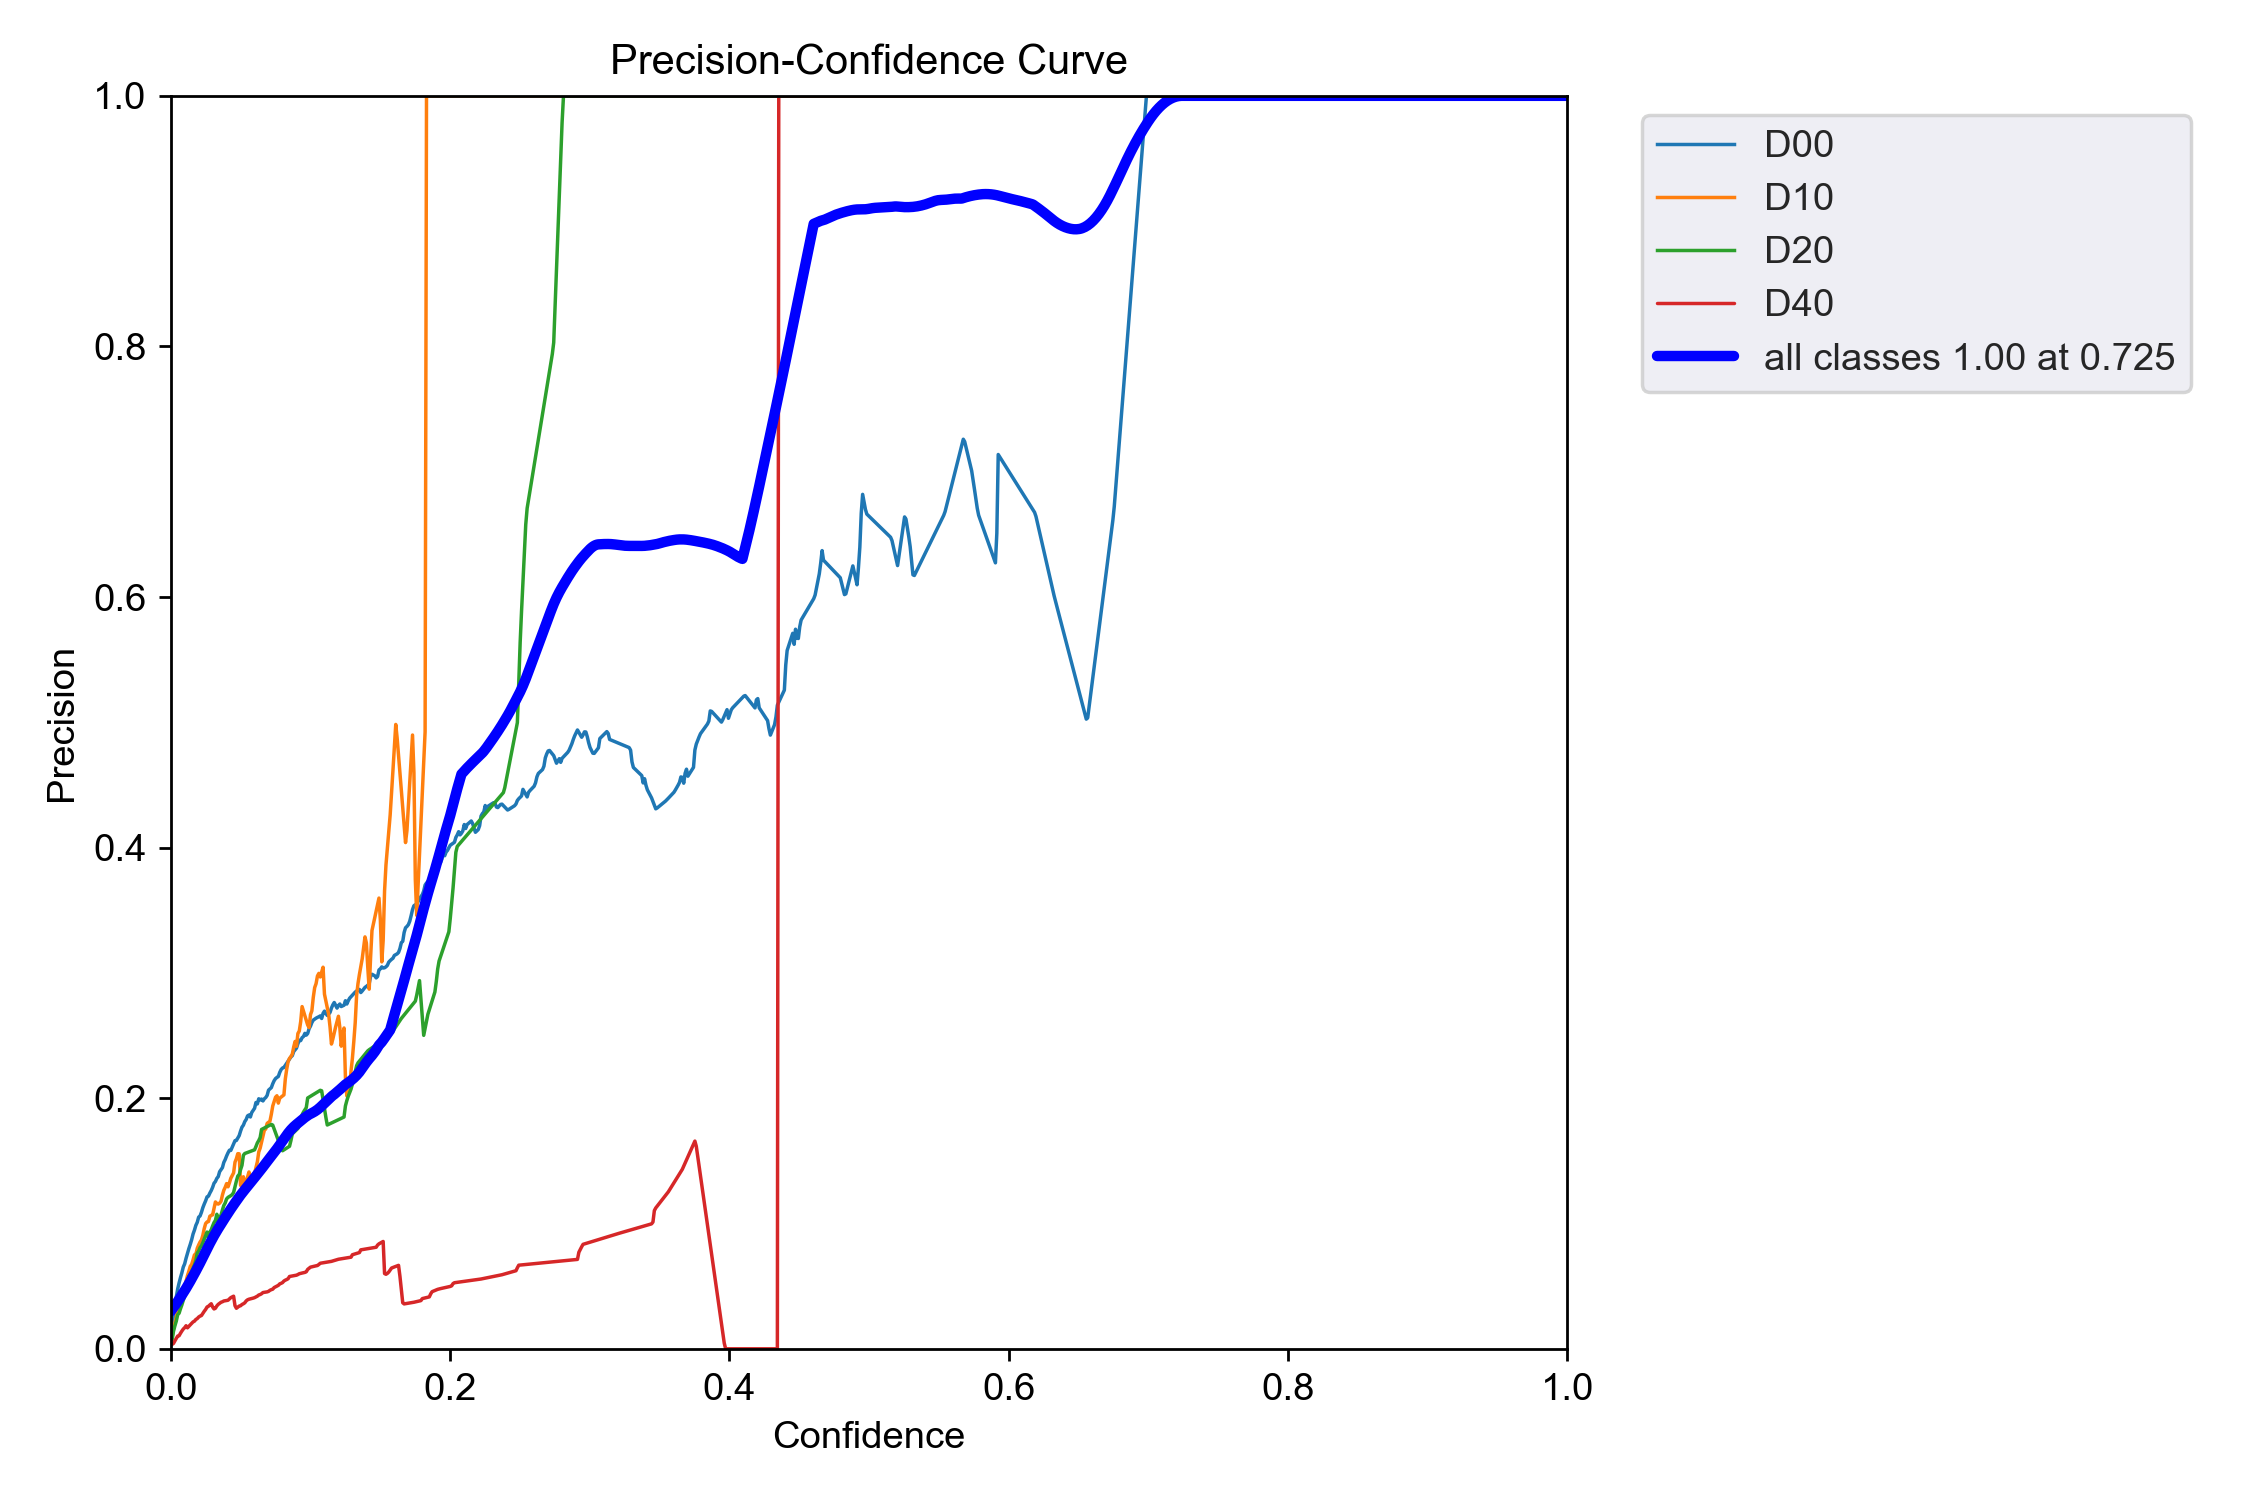 Precision-Confidence Curve
1.0
0.8
0.6
0.4
0.2
0.0
Precision
0.0 0.2 0.4 0.6 0.8 1.0
Confidence
D00
D10
D20
D40
all classes 1.00 at 0.725